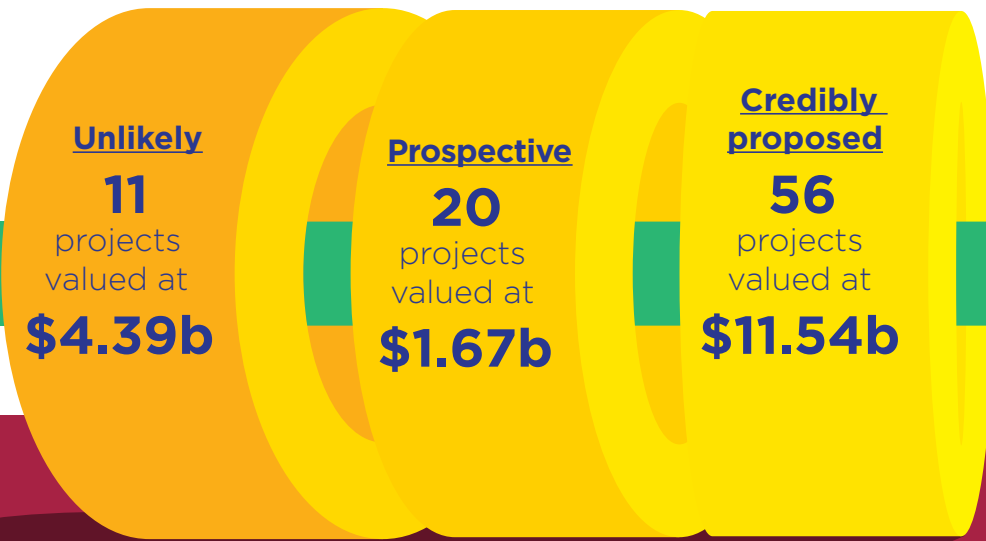 Unlikely
11
projects
valued at
$4.39b
Prospective
20
projects
valued at
$1.67b
Credibly
proposed
56
projects
valued at
$11.54b